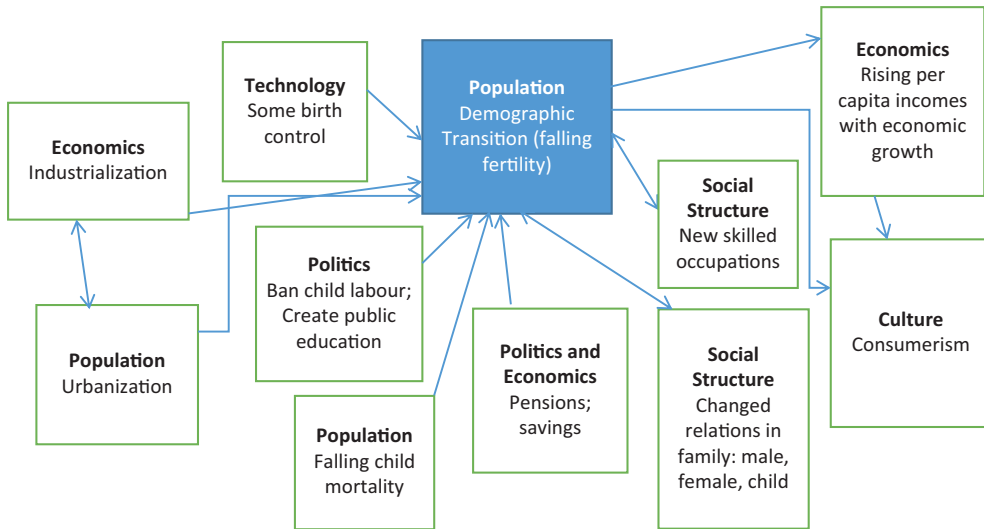 Technology
Some birth
control
Population
Demographic
Transition (falling
fertility)
Economics
Rising per
capita incomes
with economic
growth
Economics
Industrialization
Social
Structure
New skilled
occupations
Politics
Ban child labour;
Create public
education
Culture
Consumerism
Population
Urbanization
Politics and
Economics
Pensions;
savings
Social
Structure
Changed
relations in
family: male,
female, child
Population
Falling child
mortality